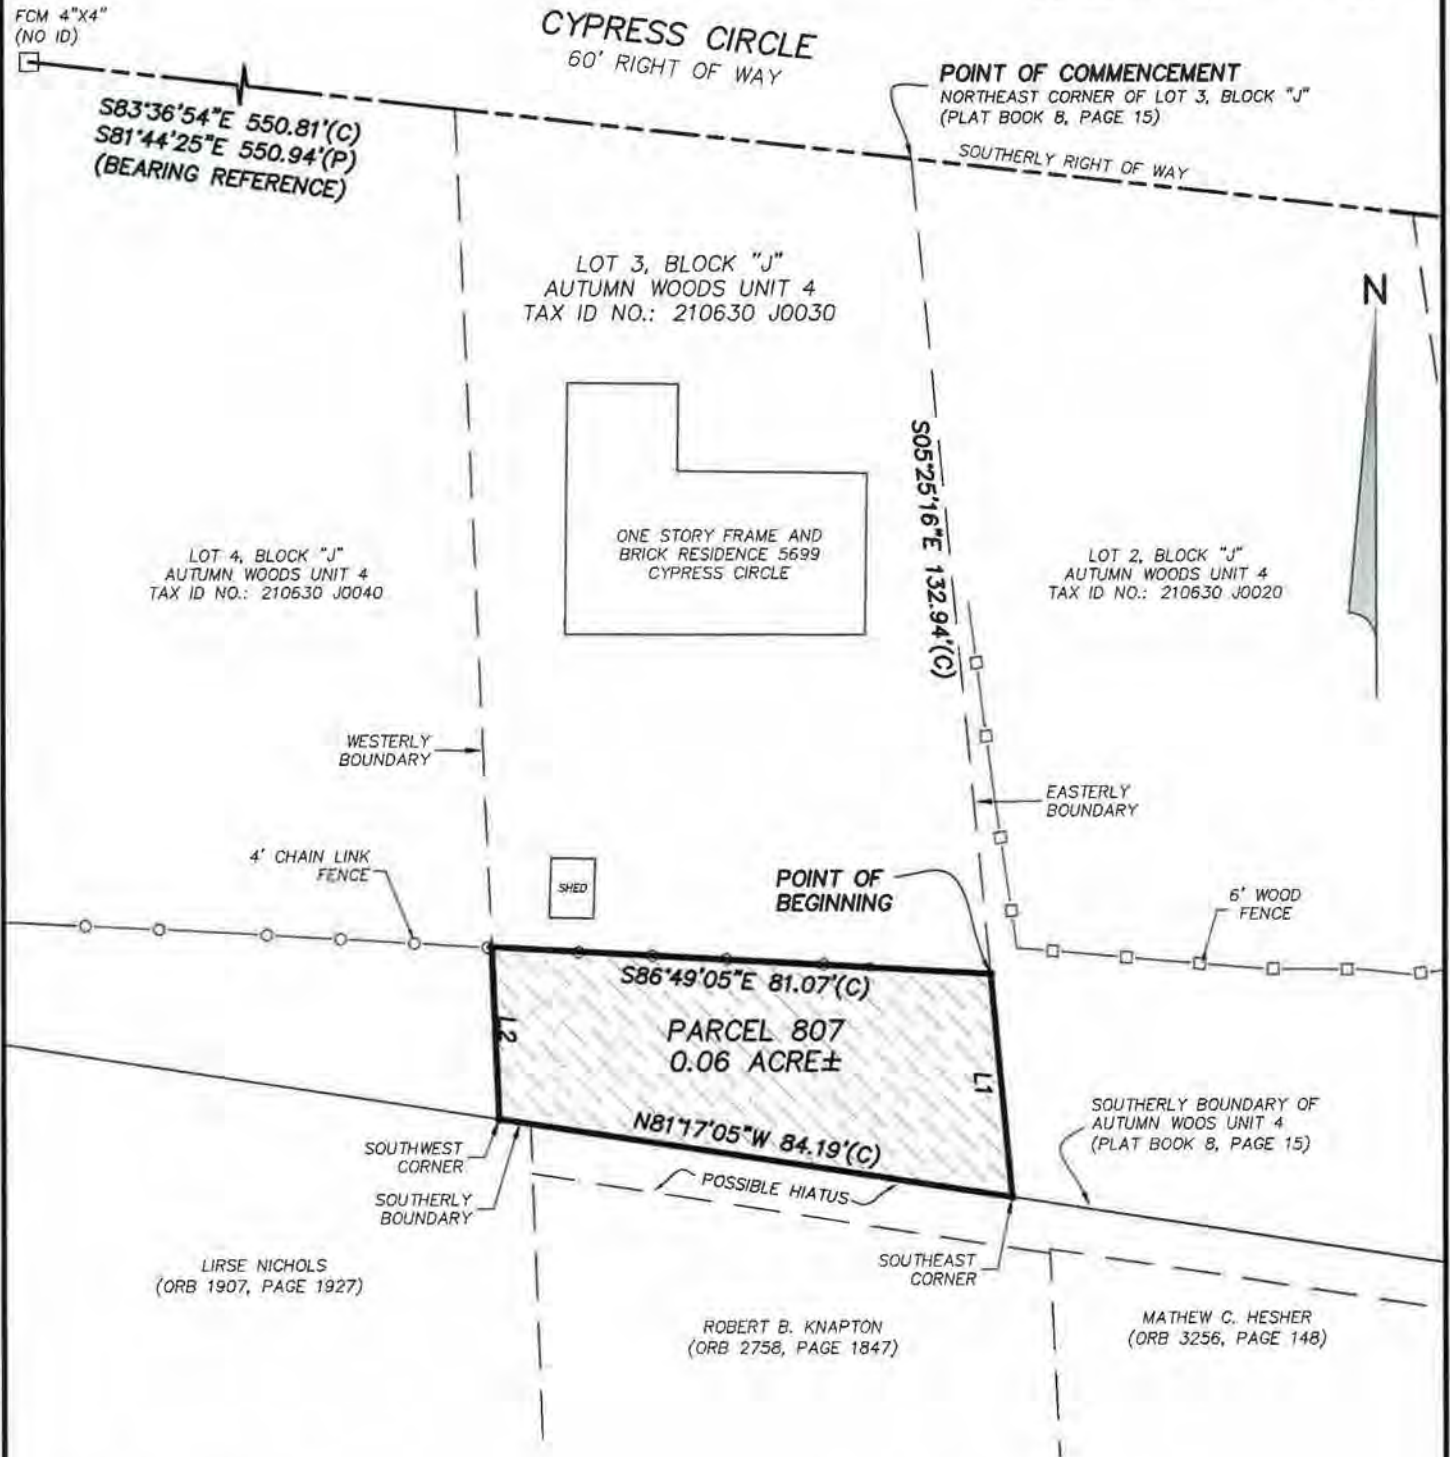 FCM 4"X4"
(NO ID)
CYPRESS CIRCLE
60' RIGHT OF WAY
POINT OF COMMENCEMENT
NORTHEAST CORNER OF LOT 3, BLOCK "J"
(PLAT BOOK 8, PAGE 15)
S83°36'54"E 550.81'(C)
S81°44'25"E 550.94'(P)
(BEARING REFERENCE)
SOUTHERLY RIGHT OF WAY
LOT 3, BLOCK "J"
AUTUMN WOODS UNIT 4
TAX ID NO.: 210630 J0030
N
S05°25'16"E 132.94'(C)
ONE STORY FRAME AND
BRICK RESIDENCE 5699
CYPRESS CIRCLE
LOT 4, BLOCK "J"
AUTUMN WOODS UNIT 4
TAX ID NO.: 210630 J0040
LOT 2, BLOCK "J"
AUTUMN WOODS UNIT 4
TAX ID NO.: 210630 J0020
WESTERLY
BOUNDARY
EASTERLY
BOUNDARY
4' CHAIN LINK
FENCE
SHED
POINT OF
BEGINNING
6' WOOD
FENCE
S86°49'05"E 81.07'(C)
L2
PARCEL 807
0.06 ACRE±
L1
N81°17'05"W 84.19'(C)
SOUTHERLY BOUNDARY OF
AUTUMN WOOS UNIT 4
(PLAT BOOK 8, PAGE 15)
SOUTHWEST
CORNER
SOUTHERLY
BOUNDARY
POSSIBLE HIATUS
SOUTHEAST
CORNER
LIRSE NICHOLS
(ORB 1907, PAGE 1927)
ROBERT B. KNAPTON
(ORB 2758, PAGE 1847)
MATHEW C. HESHER
(ORB 3256, PAGE 148)